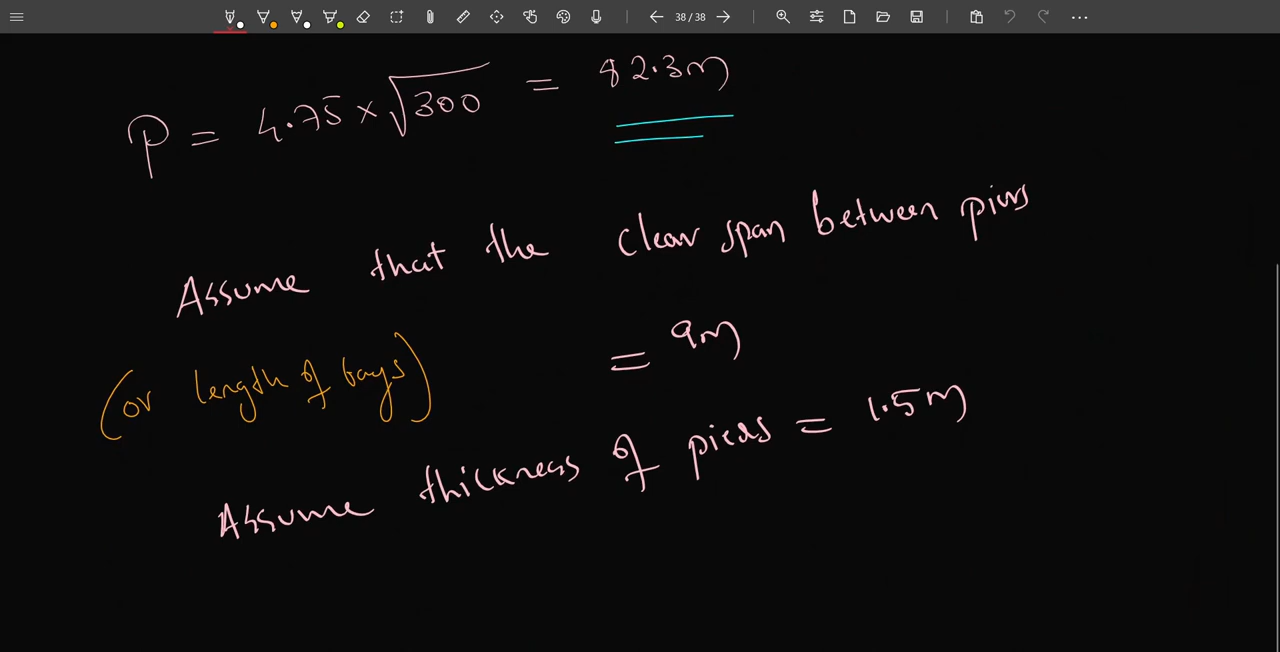 38 / 38
P = 4.75 × √300 = 82.3m
Assume that the clear span between piers
= 9m
(or length of bays)
Assume thickness of piers = 1.5m